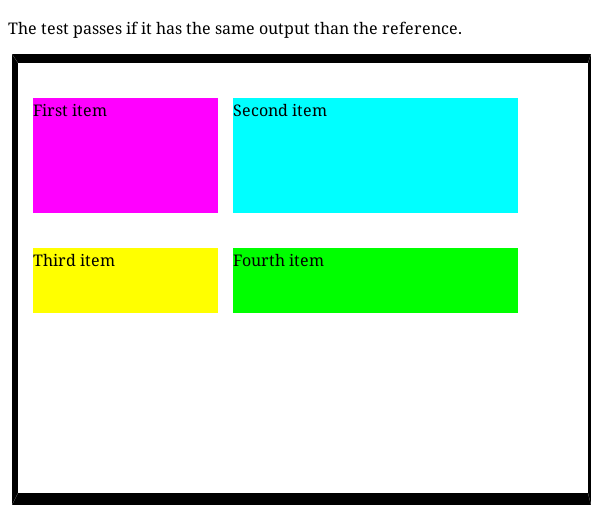 The test passes if it has the same output than the reference.
First item
Second item
Third item
Fourth item